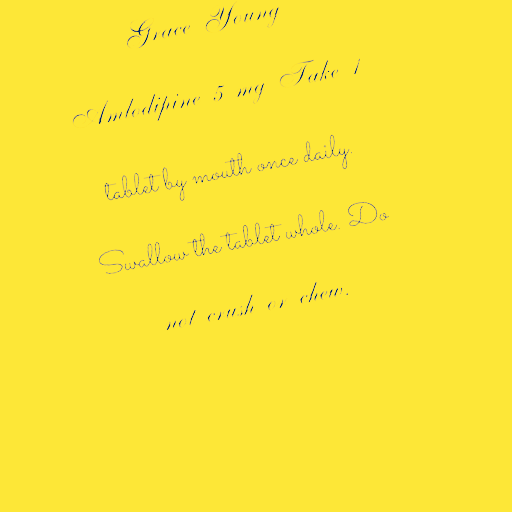 Grace Young
Amlodipine 5 mg Take 1
tablet by mouth once daily.
Swallow the tablet whole. Do
not crush or chew.